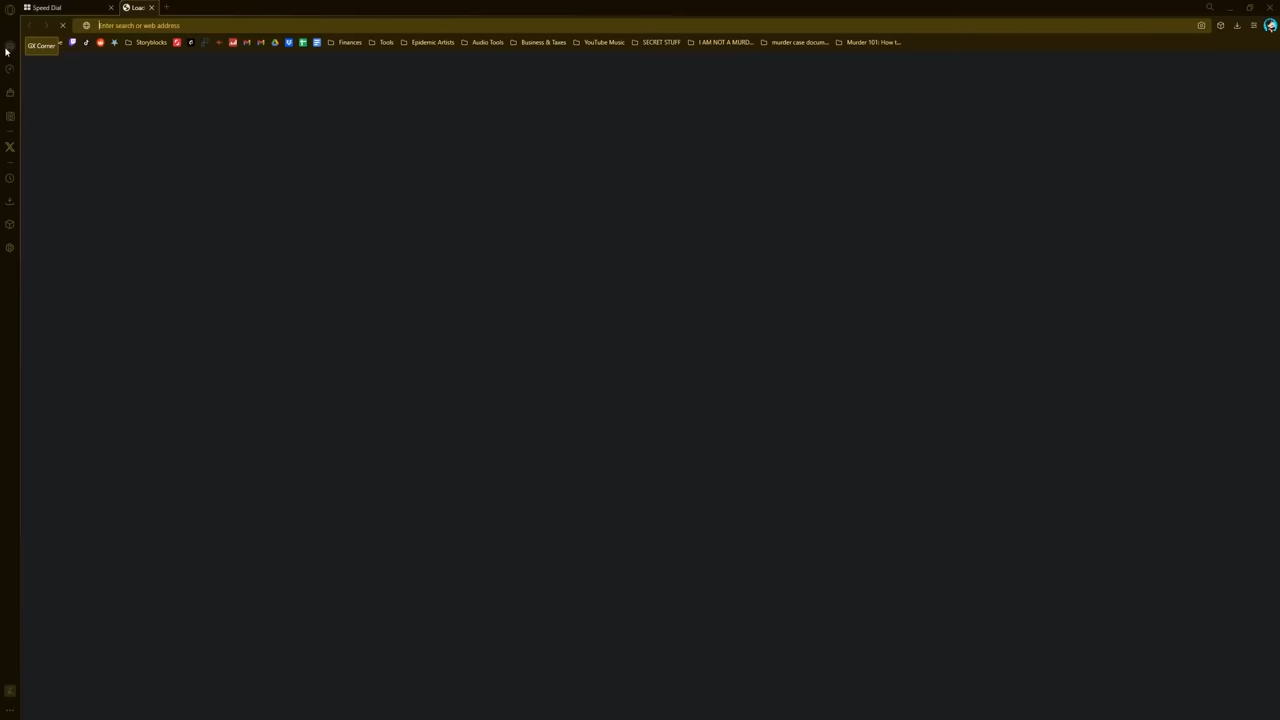 Speed Dial
Loac
Enter search or web address
GX Corner
Storyblocks
Finances
Tools
Epidemic Artists
Audio Tools
Business & Taxes
YouTube Music
SECRET STUFF
I AM NOT A MURD...
murder case docum...
Murder 101: How t...